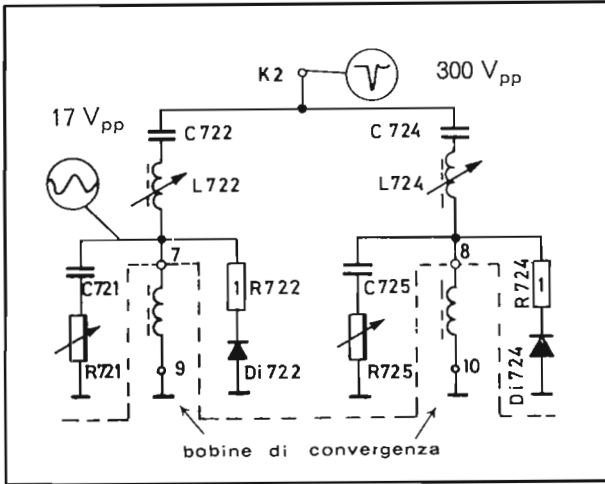 K2
300 Vpp
17 Vpp
C722
C724
L722
L724
7
8
C721
1
R722
C725
R724
1
R721
9
Di722
R725
10
Di724
bobine di convergenza